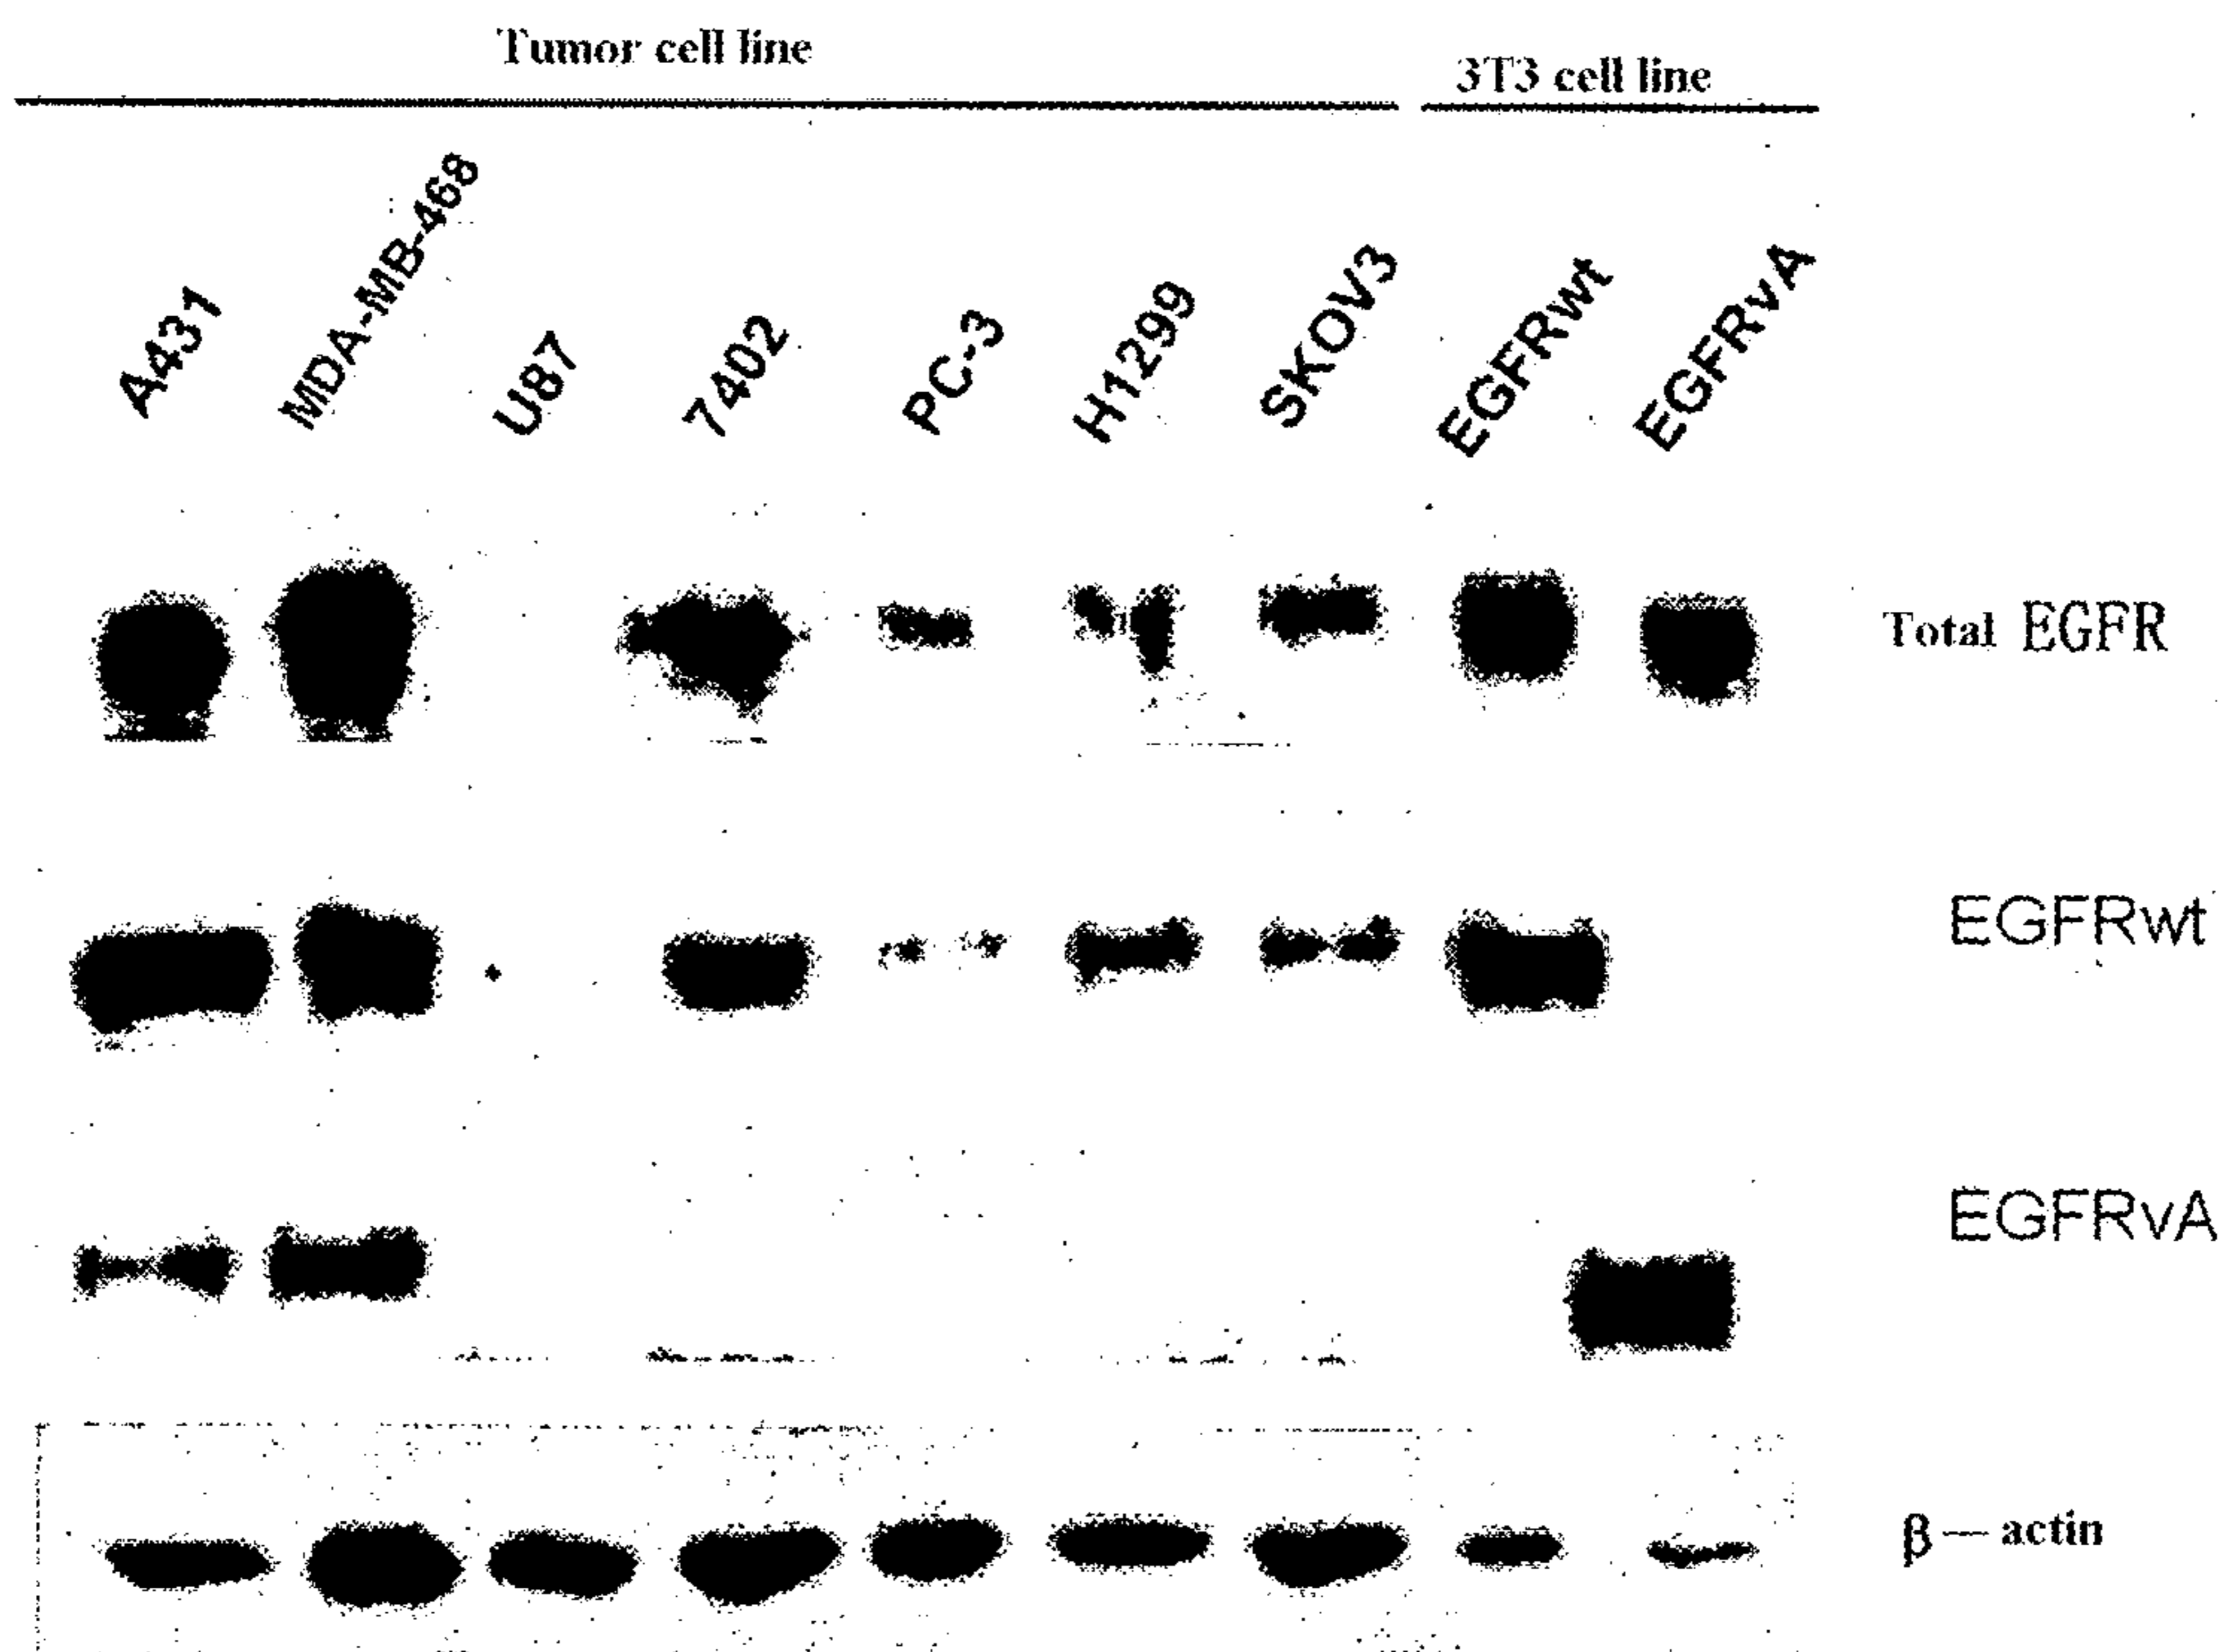 Tumor cell line
3T3 cell line
A431
MDA-MB-468
U87
7402
PC-3
H1299
SKOV3
EGFRwt
EGFRvA
Total EGFR
EGFRwt
EGFRvA
β — actin